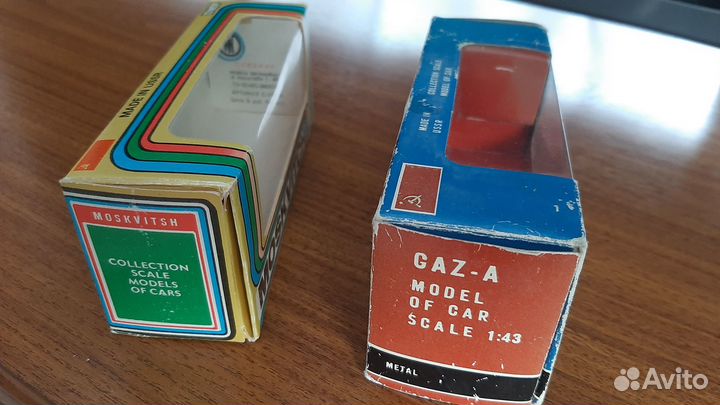 MADE IN USSR
MOSKVITSH
COLLECTION
SCALE
MODELS
OF CARS
COLLECTION SCALE
MODEL OF CAR
MADE IN
USSR
GAZ-A
MODEL
OF CAR
SCALE 1:43
METAL
Avito